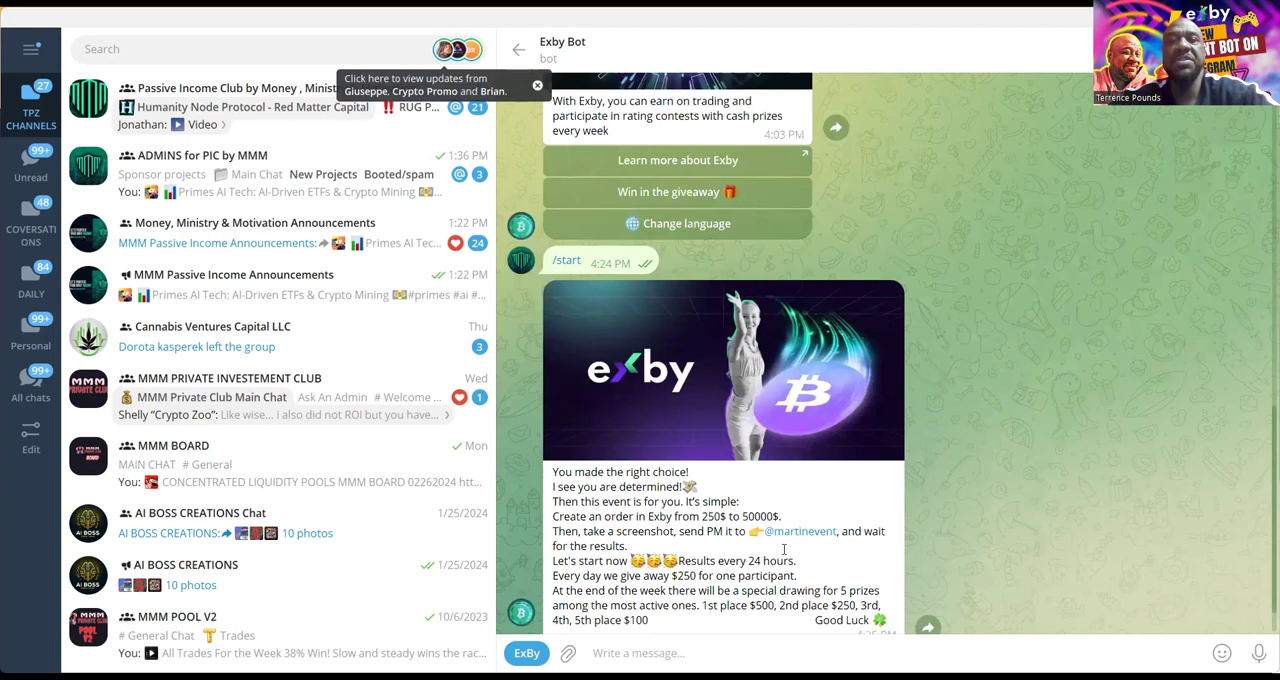 Search
Click here to view updates from
Giuseppe, Crypto Promo and Brian.
27
TPZ
CHANNELS
99+
Unread
48
COVERSATI
ONS
84
DAILY
99+
Personal
99+
All chats
Edit
Passive Income Club by Money , Minist
Humanity Node Protocol - Red Matter Capital
RUG P...
@ 21
Jonathan: Video
ADMINS for PIC by MMM
1:36 PM
Sponsor projects Main Chat New Projects Booted/spam
@ 3
You: Primes AI Tech: AI-Driven ETFs & Crypto Mining
Money, Ministry & Motivation Announcements
1:22 PM
MMM Passive Income Announcements: Primes AI Tec...
24
MMM Passive Income Announcements
1:22 PM
Primes AI Tech: AI-Driven ETFs & Crypto Mining #primes #ai #...
Cannabis Ventures Capital LLC
Thu
Dorota kasperek left the group
3
MMM PRIVATE INVESTEMENT CLUB
Wed
MMM Private Club Main Chat Ask An Admin # Welcome ...
1
Shelly “Crypto Zoo”: Like wise... i also did not ROI but you have...
MMM BOARD
Mon
MAIN CHAT # General
You: CONCENTRATED LIQUIDITY POOLS MMM BOARD 02262024 htt...
AI BOSS CREATIONS Chat
1/25/2024
AI BOSS CREATIONS: 10 photos
AI BOSS CREATIONS
1/25/2024
10 photos
MMM POOL V2
10/6/2023
# General Chat Trades
You: All Trades For the Week 38% Win! Slow and steady wins the rac...
Exby Bot
bot
With Exby, you can earn on trading and
participate in rating contests with cash prizes
every week
4:03 PM
Learn more about Exby
Win in the giveaway
Change language
/start
4:24 PM
exby
You made the right choice!
I see you are determined!
Then this event is for you. It’s simple:
Create an order in Exby from 250$ to 50000$.
Then, take a screenshot, send PM it to @martinevent, and wait
for the results.
Let's start now Results every 24 hours.
Every day we give away $250 for one participant.
At the end of the week there will be a special drawing for 5 prizes
among the most active ones. 1st place $500, 2nd place $250, 3rd,
4th, 5th place $100 Good Luck
ExBy
Write a message...
exby
BOT ON
Terrence Pounds